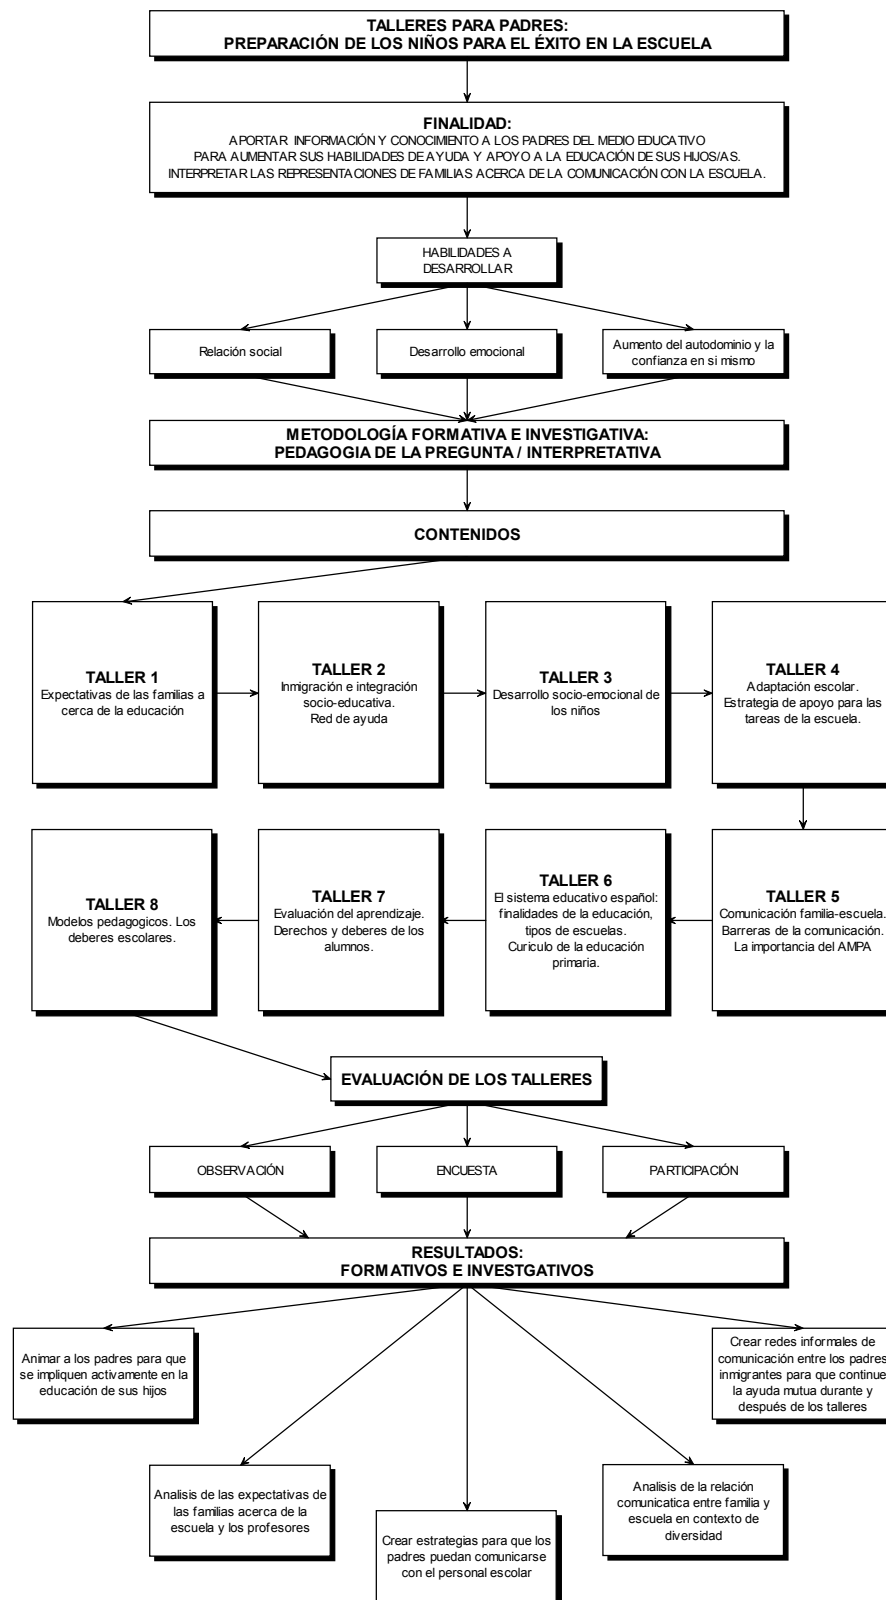 TALLERES PARA PADRES:
PREPARACIÓN DE LOS NIÑOS PARA EL ÉXITO EN LA ESCUELA
FINALIDAD:
APORTAR INFORMACIÓN Y CONOCIMIENTO A LOS PADRES DEL MEDIO EDUCATIVO
PARA AUMENTAR SUS HABILIDADES DE AYUDA Y APOYO A LA EDUCACIÓN DE SUS HIJOS/AS.
INTERPRETAR LAS REPRESENTACIONES DE FAMILIAS ACERCA DE LA COMUNICACIÓN CON LA ESCUELA.
HABILIDADES A
DESARROLLAR
Relación social
Desarrollo emocional
Aumento del autodominio y la
confianza en si mismo
METODOLOGÍA FORMATIVA E INVESTIGATIVA:
PEDAGOGIA DE LA PREGUNTA / INTERPRETATIVA
CONTENIDOS
TALLER 1
Expectativas de las familias a
cerca de la educación
TALLER 2
Inmigración e integración
socio-educativa.
Red de ayuda
TALLER 3
Desarrollo socio-emocional de
los niños
TALLER 4
Adaptación escolar.
Estrategia de apoyo para las
tareas de la escuela.
TALLER 8
Modelos pedagogicos. Los
deberes escolares.
TALLER 7
Evaluación del aprendizaje.
Derechos y deberes de los
alumnos.
TALLER 6
El sistema educativo español:
finalidades de la educación,
tipos de escuelas.
Curiculo de la educación
primaria.
TALLER 5
Comunicación familia-escuela.
Barreras de la comunicación.
La importancia del AMPA
EVALUACIÓN DE LOS TALLERES
OBSERVACIÓN
ENCUESTA
PARTICIPACIÓN
RESULTADOS:
FORMATIVOS E INVESTGATIVOS
Animar a los padres para que
se impliquen activamente en la
educación de sus hijos
Crear redes informales de
comunicación entre los padres
inmigrantes para que continue
la ayuda mutua durante y
después de los talleres
Analisis de las expectativas de
las familias acerca de la
escuela y los profesores
Crear estrategias para que los
padres puedan comunicarse
con el personal escolar
Analisis de la relación
comunicatica entre familia y
escuela en contexto de
diversidad